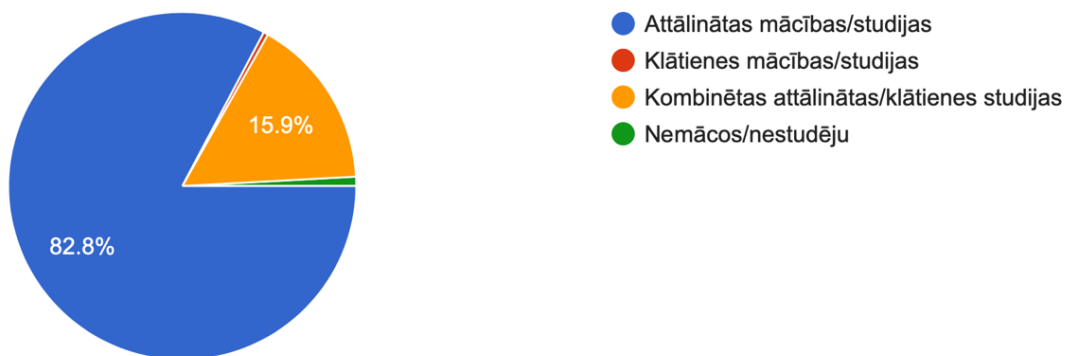 Attālinātas mācības/studijas
Klātienes mācības/studijas
Kombinētas attālinātas/klātienes studijas
Nemācos/nestudēju
15.9%
82.8%